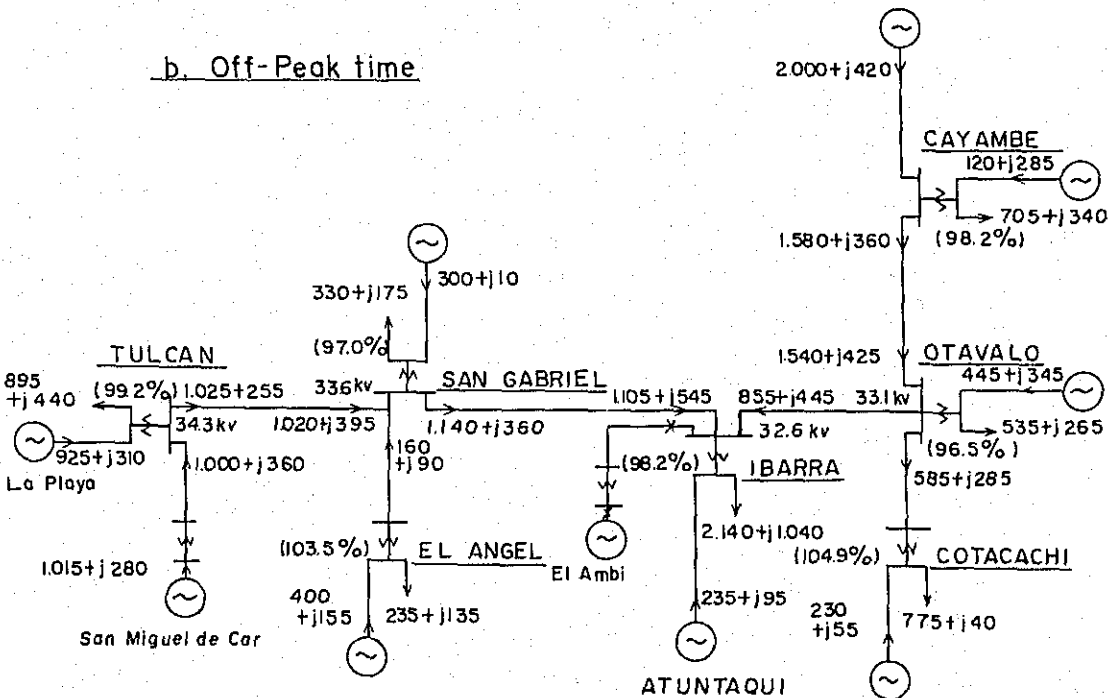 b. Off-Peak time
2.000+j420
CAYAMBE
120+j285
705+j340
(98.2%)
1.580+j360
300+j10
330+j175
(97.0%)
1.540+j425
OTAVALO
445+j345
33.1kv
535+j265
(96.5%)
585+j285
TULCAN
895
+j440
(99.2%)
1.025+255
34.3kv
925+j310
La Playa
1.000+j360
1.015+j280
San Miguel de Car
33.6kv
SAN GABRIEL
1.020+j395
1.140+j360
160
+j90
1.105+j545
855+j445
32.6 kv
(98.2%)
IBARRA
2.140+j1.040
El Ambi
(103.5%)
EL ANGEL
400
+j155
235+j135
235+j95
ATUNTAQUI
(104.9%)
COTACACHI
230
+j55
775+j40